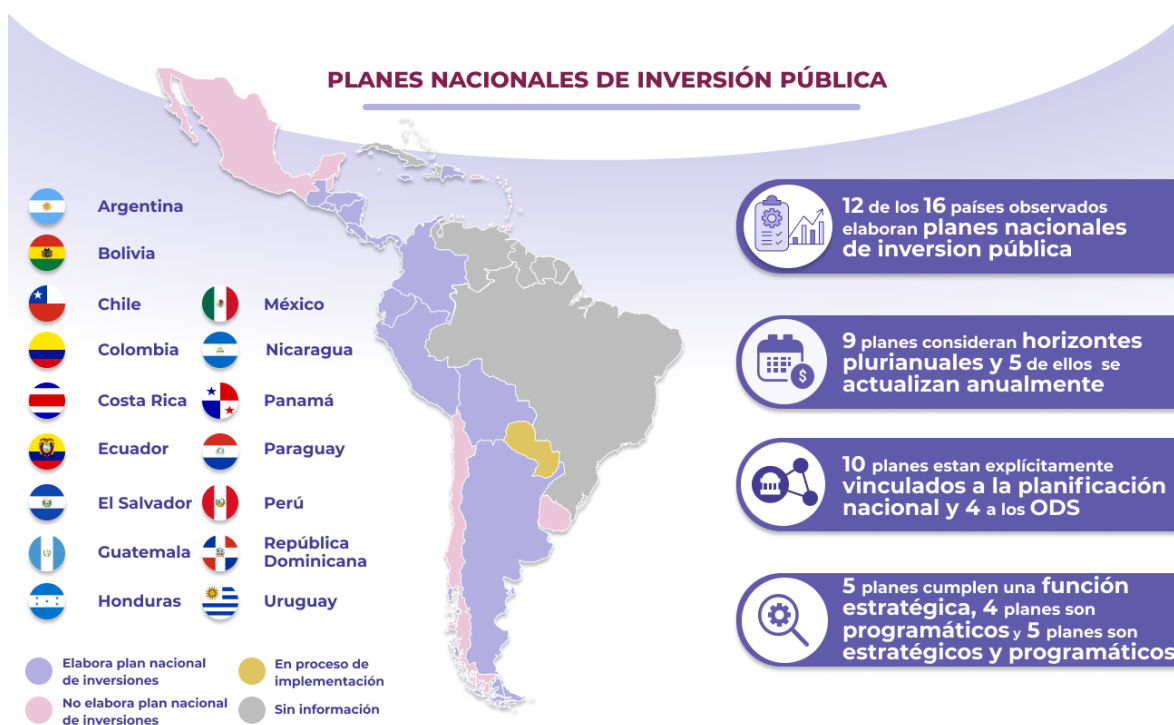 PLANES NACIONALES DE INVERSIÓN PÚBLICA
Argentina
Bolivia
Chile
Colombia
Costa Rica
Ecuador
El Salvador
Guatemala
Honduras
México
Nicaragua
Panamá
Paraguay
Perú
República
Dominicana
Uruguay
Elabora plan nacional
de inversiones
No elabora plan nacional
de inversiones
En proceso de
implementación
Sin información
12 de los 16 países observados
elaboran planes nacionales
de inversion pública
9 planes consideran horizontes
plurianuales y 5 de ellos se
actualizan anualmente
10 planes estan explícitamente
vinculados a la planificación
nacional y 4 a los ODS
5 planes cumplen una función
estratégica, 4 planes son
programáticos y 5 planes son
estratégicos y programáticos